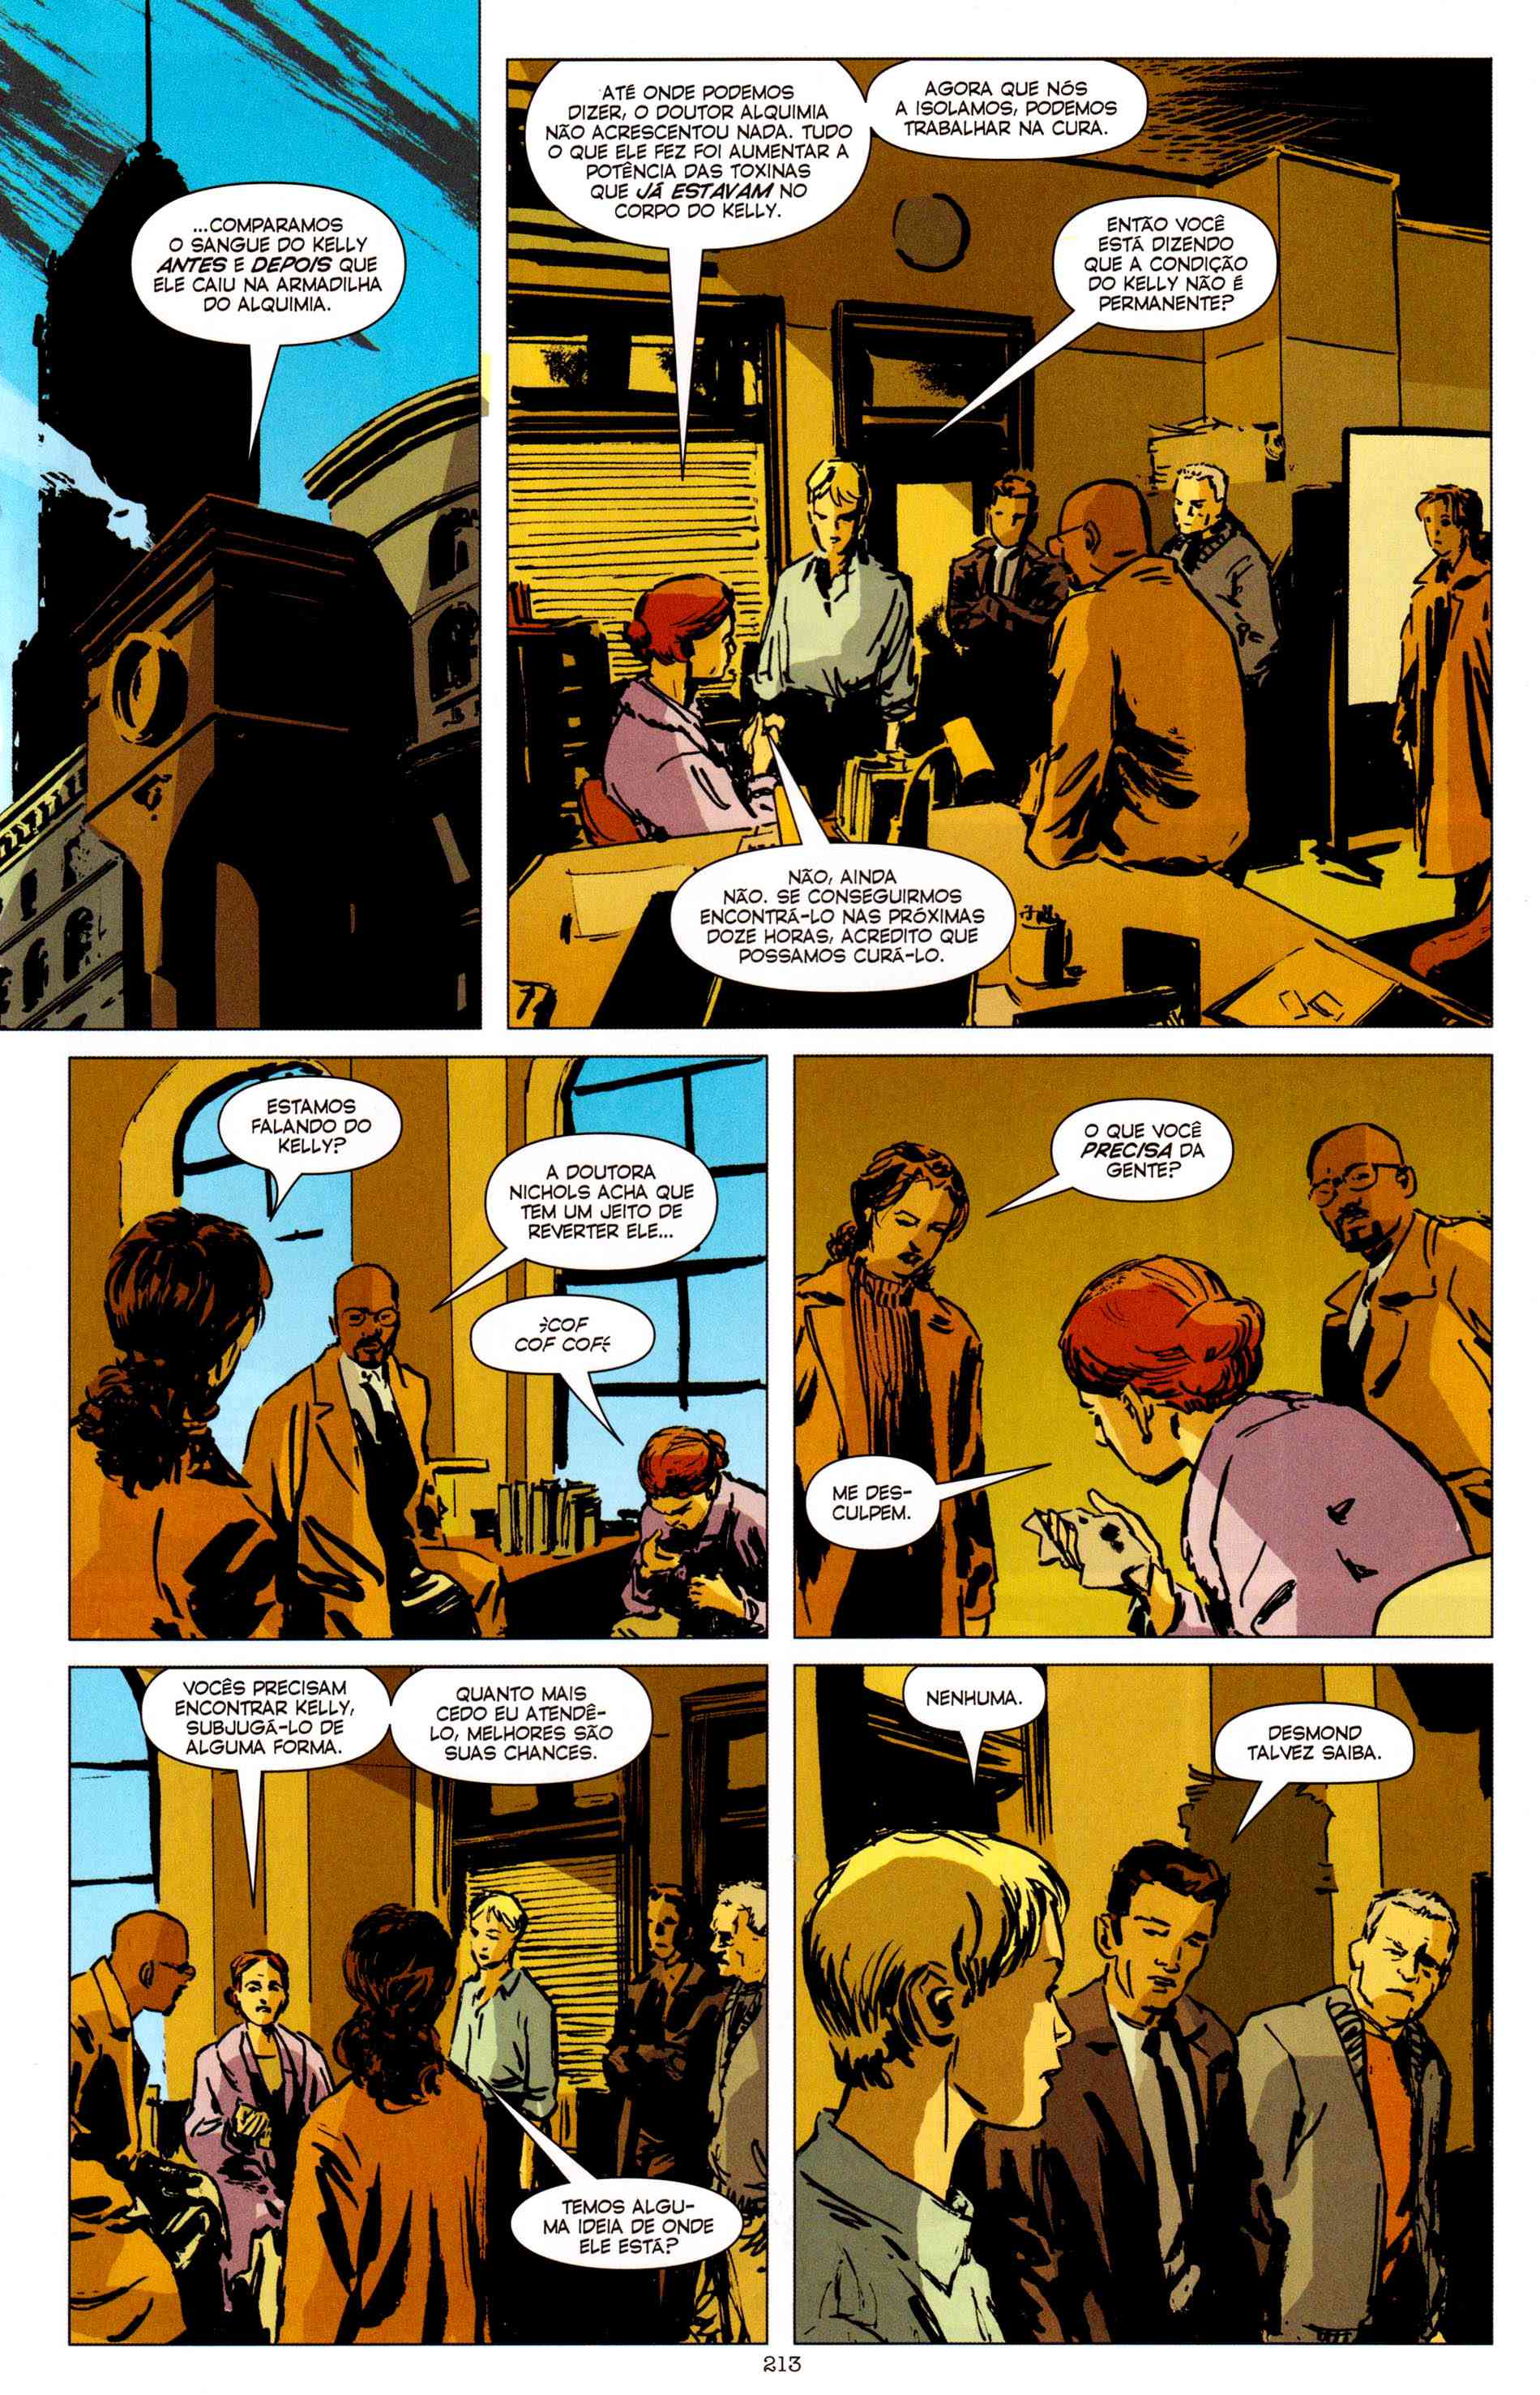 ...COMPARAMOS
O SANGUE DO KELLY
ANTES E DEPOIS QUE
ELE CAIU NA ARMADILHA
DO ALQUIMIA.
ATÉ ONDE PODEMOS
DIZER, O DOUTOR ALQUIMIA
NÃO ACRESCENTOU NADA. TUDO
O QUE ELE FEZ FOI AUMENTAR A
POTÊNCIA DAS TOXINAS
QUE JÁ ESTAVAM NO
CORPO DO KELLY.
AGORA QUE NÓS
A ISOLAMOS, PODEMOS
TRABALHAR NA CURA.
ENTÃO VOCÊ
ESTÁ DIZENDO
QUE A CONDIÇÃO
DO KELLY NÃO É
PERMANENTE?
NÃO, AINDA
NÃO. SE CONSEGUIRMOS
ENCONTRÁ-LO NAS PRÓXIMAS
DOZE HORAS, ACREDITO QUE
POSSAMOS CURÁ-LO.
ESTAMOS
FALANDO DO
KELLY?
A DOUTORA
NICHOLS ACHA QUE
TEM UM JEITO DE
REVERTER ELE...
COF
COF COF
O QUE VOCÊ
PRECISA DA
GENTE?
ME DES-
CULPEM.
VOCÊS PRECISAM
ENCONTRAR KELLY,
SUBJUGÁ-LO DE
ALGUMA FORMA.
QUANTO MAIS
CEDO EU ATENDÊ-
LO, MELHORES SÃO
SUAS CHANCES.
TEMOS ALGU-
MA IDEIA DE ONDE
ELE ESTÁ?
NENHUMA.
DESMOND
TALVEZ SAIBA.
213